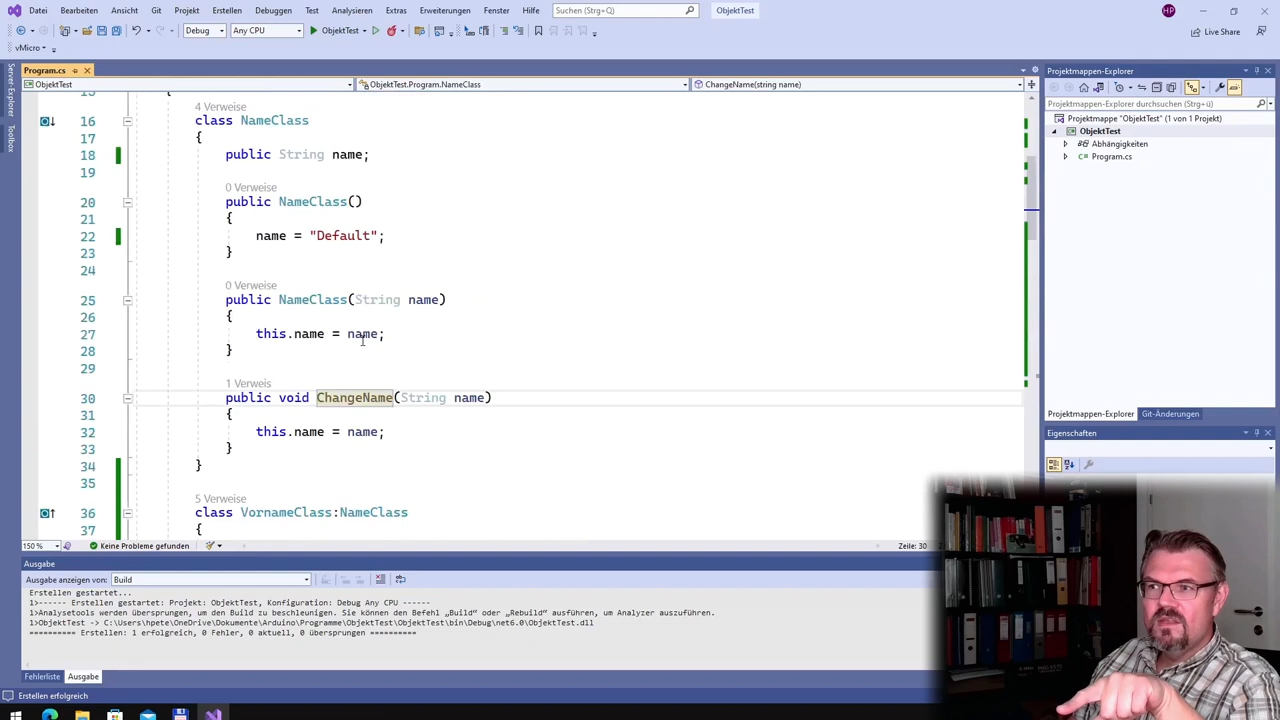 Datei Bearbeiten Ansicht Git Projekt Erstellen Debuggen Test Analysieren Extras Erweiterungen Fenster Hilfe Suchen (Strg+Q) ObjektTest HP
Debug Any CPU ObjektTest Live Share
vMicro
Server-Explorer
Toolbox
Program.cs
ObjektTest ObjektTest.Program.NameClass ChangeName(string name)
15 {
4 Verweise
16 class NameClass
17 {
18 public String name;
19
0 Verweise
20 public NameClass()
21 {
22 name = "Default";
23 }
24
0 Verweise
25 public NameClass(String name)
26 {
27 this.name = name;
28 }
29
1 Verweis
30 public void ChangeName(String name)
31 {
32 this.name = name;
33 }
34 }
35
5 Verweise
36 class VornameClass:NameClass
37 {
150 % Keine Probleme gefunden Zeile: 30
Ausgabe
Ausgabe anzeigen von: Build
Erstellen gestartet...
1>------ Erstellen gestartet: Projekt: ObjektTest, Konfiguration: Debug Any CPU ------
1>Analysetools werden übersprungen, um den Build zu beschleunigen. Sie können den Befehl „Build" oder „Rebuild" ausführen, um Analyzer auszuführen.
1>ObjektTest -> C:\Users\hpete\OneDrive\Dokumente\Arduino\Programme\ObjektTest\ObjektTest\bin\Debug\net6.0\ObjektTest.dll
========== Erstellen: 1 erfolgreich, 0 Fehler, 0 aktuell, 0 übersprungen ==========
Fehlerliste Ausgabe
Erstellen erfolgreich
Projektmappen-Explorer
Projektmappen-Explorer durchsuchen (Strg+ü)
Projektmappe "ObjektTest" (1 von 1 Projekt)
ObjektTest
Abhängigkeiten
Program.cs
Projektmappen-Explorer Git-Änderungen
Eigenschaften